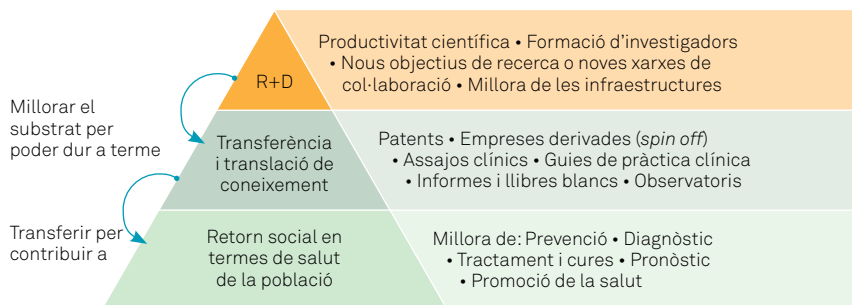 Productivitat científica • Formació d’investigadors
• Nous objectius de recerca o noves xarxes de
col·laboració • Millora de les infraestructures
R+D
Millorar el
substrat per
poder dur a terme
Transferència
i translació de
coneixement
Patents • Empreses derivades (spin off)
• Assajos clínics • Guies de pràctica clínica
• Informes i llibres blancs • Observatoris
Transferir per
contribuir a
Retorn social en
termes de salut
de la població
Millora de: Prevenció • Diagnòstic
• Tractament i cures • Pronòstic
• Promoció de la salut